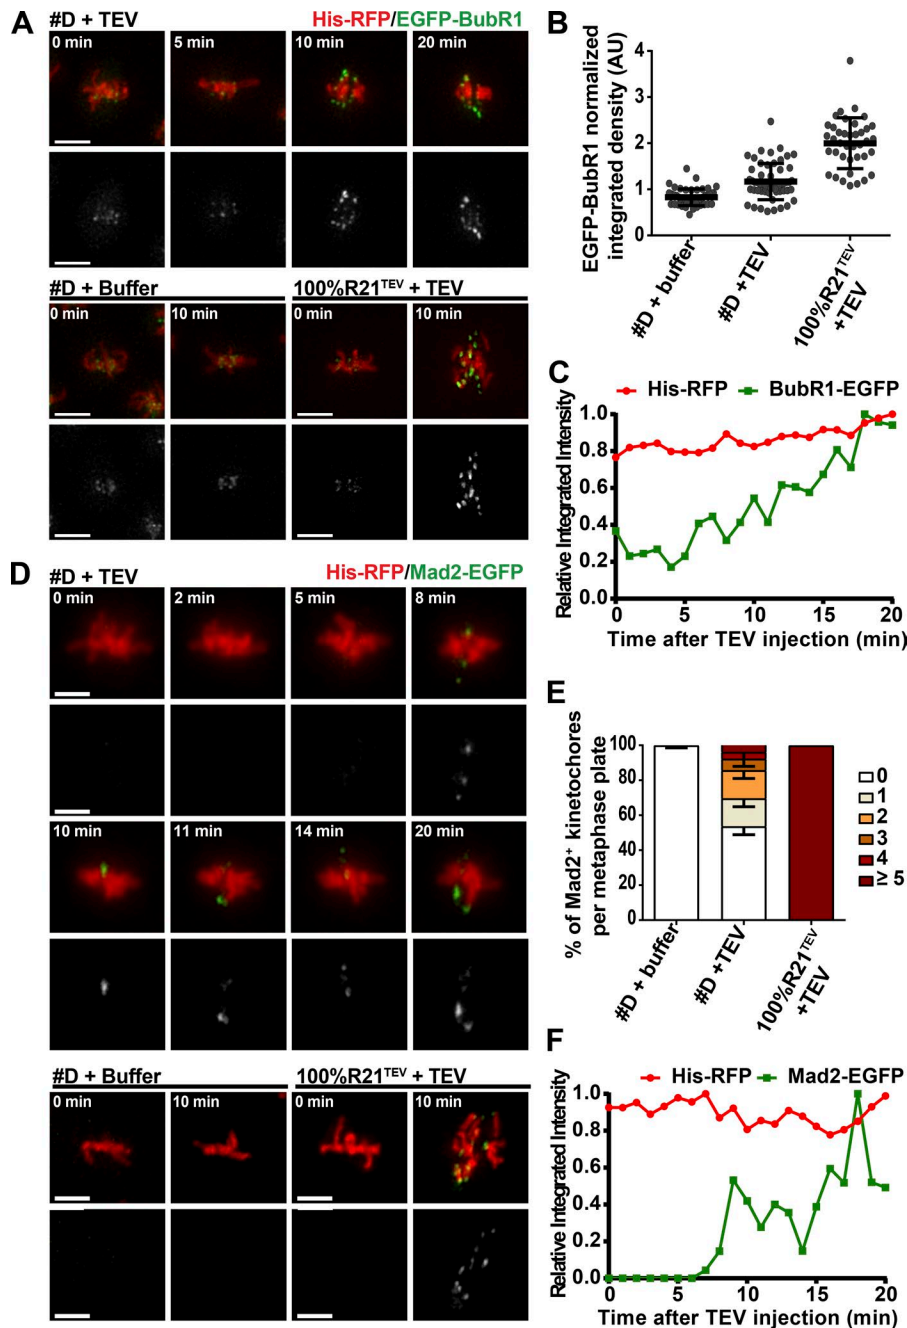 A
#D + TEV
His-RFP/EGFP-BubR1
0 min
5 min
10 min
20 min
#D + Buffer
100%R21TEV + TEV
0 min
10 min
0 min
10 min
B
EGFP-BubR1 normalized
integrated density (AU)
4
3
2
1
0
#D + buffer
#D +TEV
100%R21TEV
+TEV
C
His-RFP
BubR1-EGFP
Relative Integrated Intensity
1.0
0.8
0.6
0.4
0.2
0.0
0
5
10
15
20
Time after TEV injection (min)
D
#D + TEV
His-RFP/Mad2-EGFP
0 min
2 min
5 min
8 min
10 min
11 min
14 min
20 min
#D + Buffer
100%R21TEV + TEV
0 min
10 min
0 min
10 min
E
% of Mad2+ kinetochores
per metaphase plate
100
80
60
40
20
0
0
1
2
3
4
≥ 5
#D + buffer
#D +TEV
100%R21TEV
+TEV
F
His-RFP
Mad2-EGFP
Relative Integrated Intensity
1.0
0.8
0.6
0.4
0.2
0.0
0
5
10
15
20
Time after TEV injection (min)